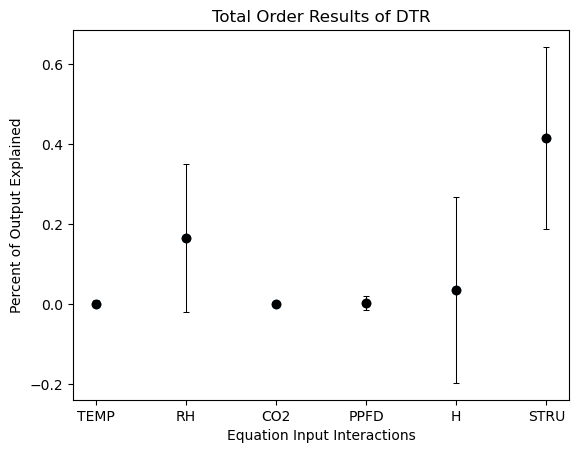 Total Order Results of DTR
Percent of Output Explained
0.6
0.4
0.2
0.0
−0.2
TEMP RH CO2 PPFD H STRU
Equation Input Interactions